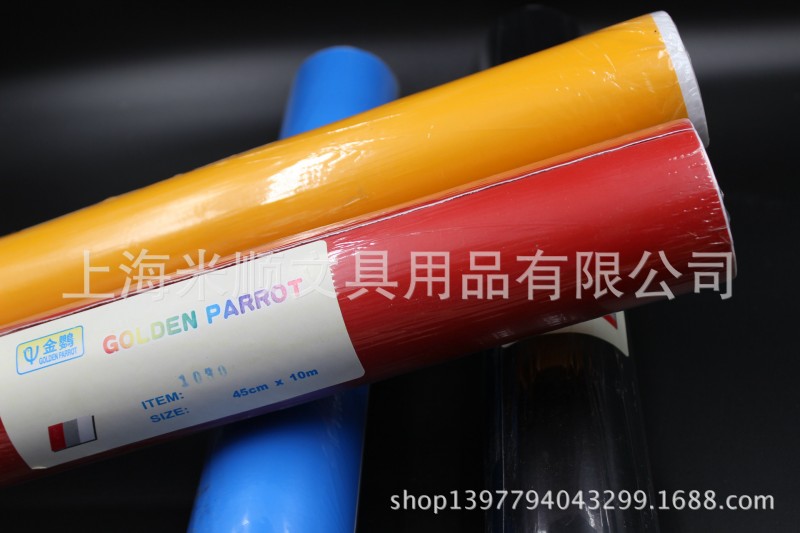 上海米顺文具用品有限公司
金鹦
GOLDEN PARROT
GOLDEN PARROT
ITEM: 1090
SIZE: 45cm x 10m
shop1397794043299.1688.com